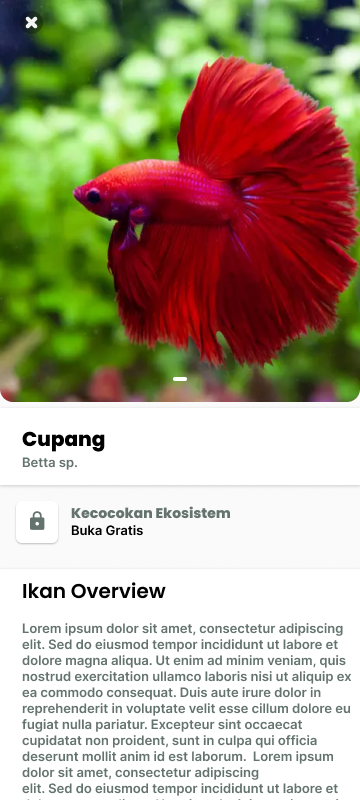 Cupang
Betta sp.
Kecocokan Ekosistem
Buka Gratis
Ikan Overview
Lorem ipsum dolor sit amet, consectetur adipiscing
elit. Sed do eiusmod tempor incididunt ut labore et
dolore magna aliqua. Ut enim ad minim veniam, quis
nostrud exercitation ullamco laboris nisi ut aliquip ex
ea commodo consequat. Duis aute irure dolor in
reprehenderit in voluptate velit esse cillum dolore eu
fugiat nulla pariatur. Excepteur sint occaecat
cupidatat non proident, sunt in culpa qui officia
deserunt mollit anim id est laborum.  Lorem ipsum
dolor sit amet, consectetur adipiscing
elit. Sed do eiusmod tempor incididunt ut labore et